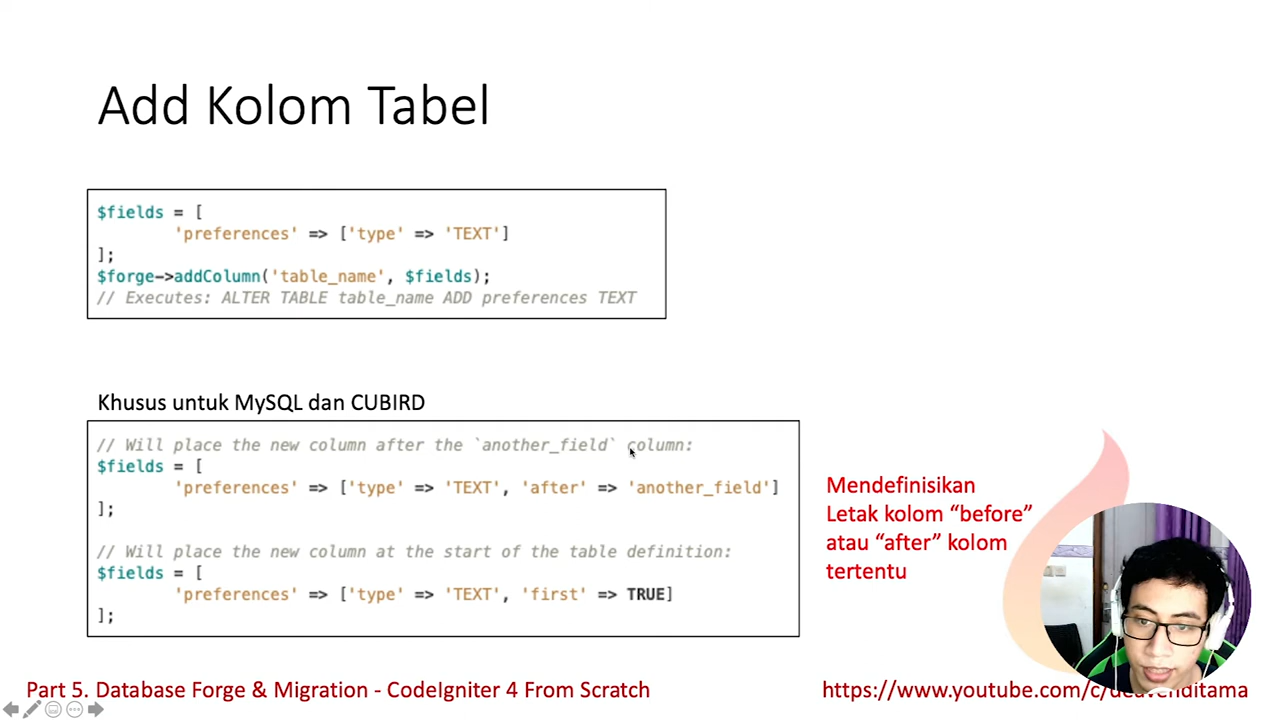 Add Kolom Tabel
$fields = [
'preferences' => ['type' => 'TEXT']
];
$forge->addColumn('table_name', $fields);
// Executes: ALTER TABLE table_name ADD preferences TEXT
Khusus untuk MySQL dan CUBIRD
// Will place the new column after the `another_field` column:
$fields = [
'preferences' => ['type' => 'TEXT', 'after' => 'another_field']
];
// Will place the new column at the start of the table definition:
$fields = [
'preferences' => ['type' => 'TEXT', 'first' => TRUE]
];
Mendefinisikan
Letak kolom “before”
atau “after” kolom
tertentu
Part 5. Database Forge & Migration - CodeIgniter 4 From Scratch